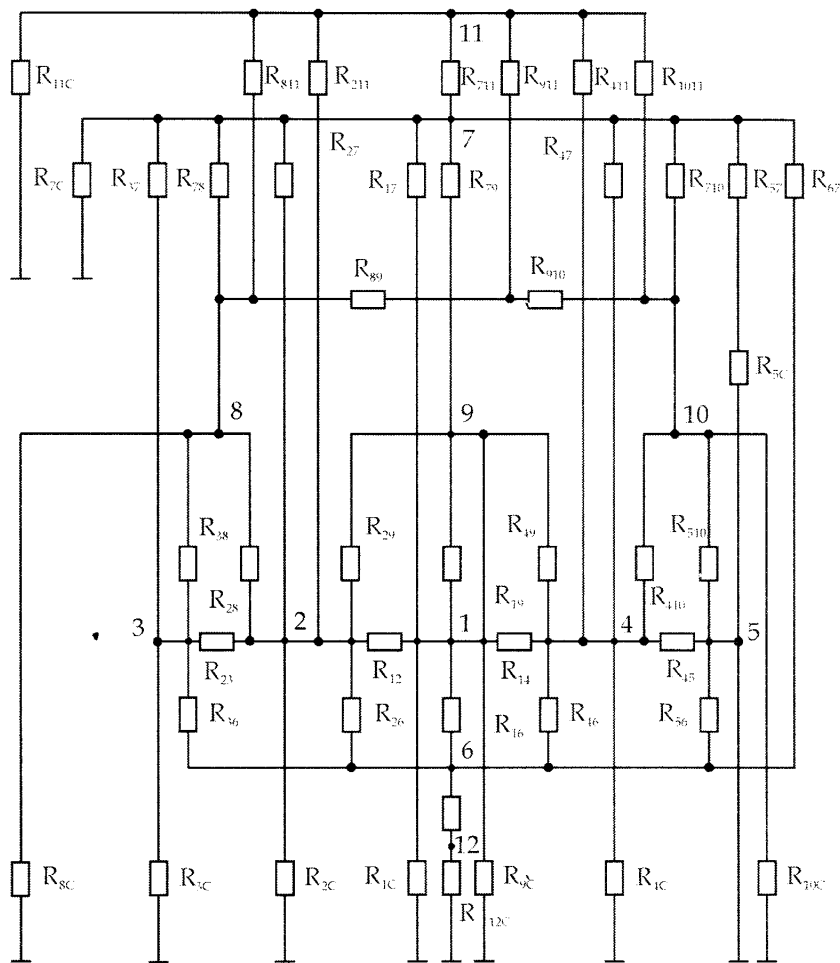 11
R11C R811 R211 R711 R911 R411 R1011
R27 7 R47
R7C R37 R78 R17 R79 R710 R57 R67
R89 R910
R5C
8 9 10
R38 R29 R49 R510
R28 R19 R410
3 2 1 4 5
R23 R12 R14 R45
R36 R26 R16 R46 R56
6
12
R8C R3C R2C R1C R9C R4C R10C
R12C